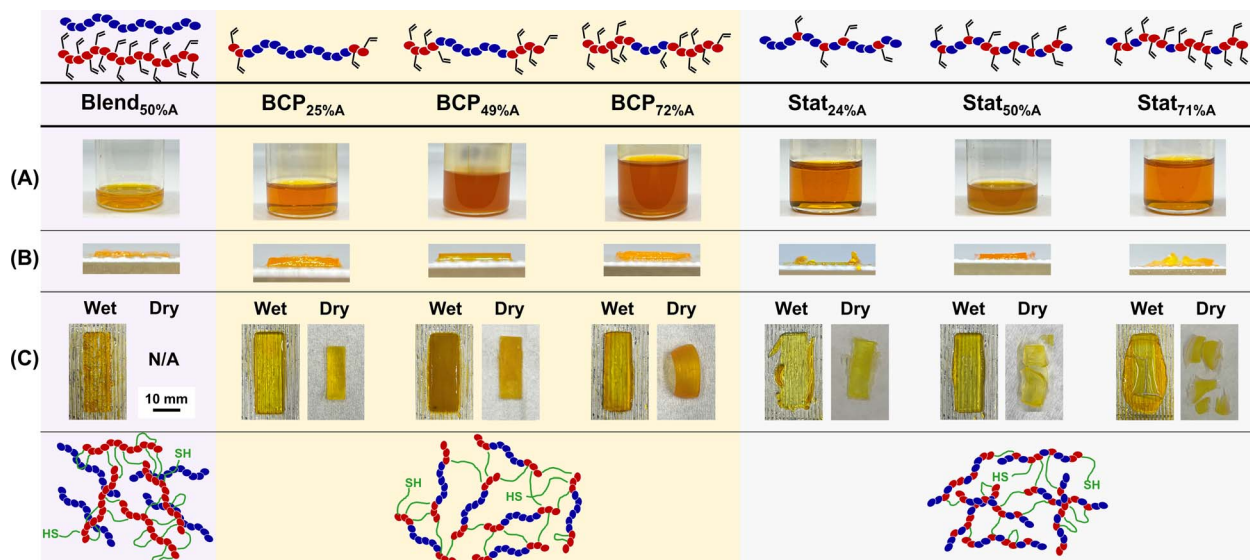 Blend50%A BCP25%A BCP49%A BCP72%A Stat24%A Stat50%A Stat71%A
(A)
(B)
Wet Dry Wet Dry Wet Dry Wet Dry Wet Dry Wet Dry Wet Dry
(C)
N/A
10 mm
SH
HS
SH
HS
HS
SH